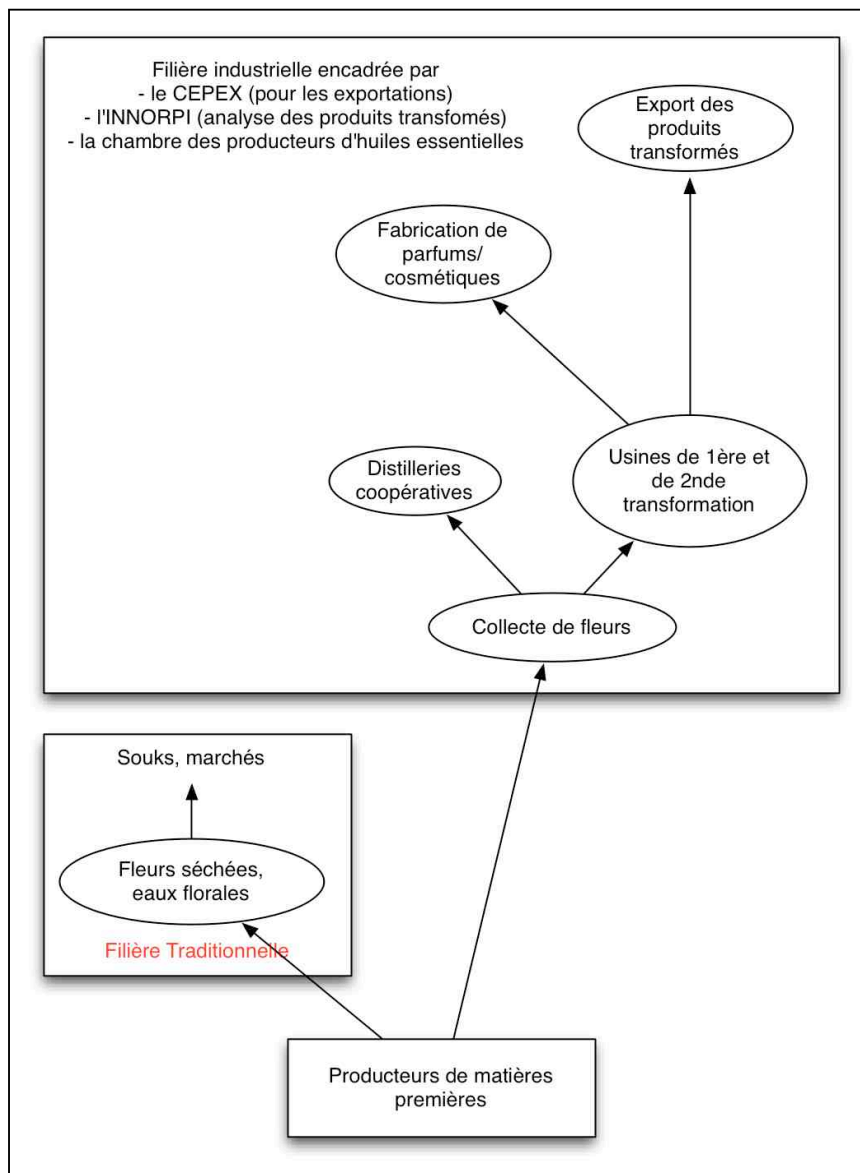 Filière industrielle encadrée par
- le CEPEX (pour les exportations)
- l'INNORPI (analyse des produits transfomés)
- la chambre des producteurs d'huiles essentielles
Export des
produits
transformés
Fabrication de
parfums/
cosmétiques
Distilleries
coopératives
Usines de 1ère et
de 2nde
transformation
Collecte de fleurs
Souks, marchés
Fleurs séchées,
eaux florales
Filière Traditionnelle
Producteurs de matières
premières